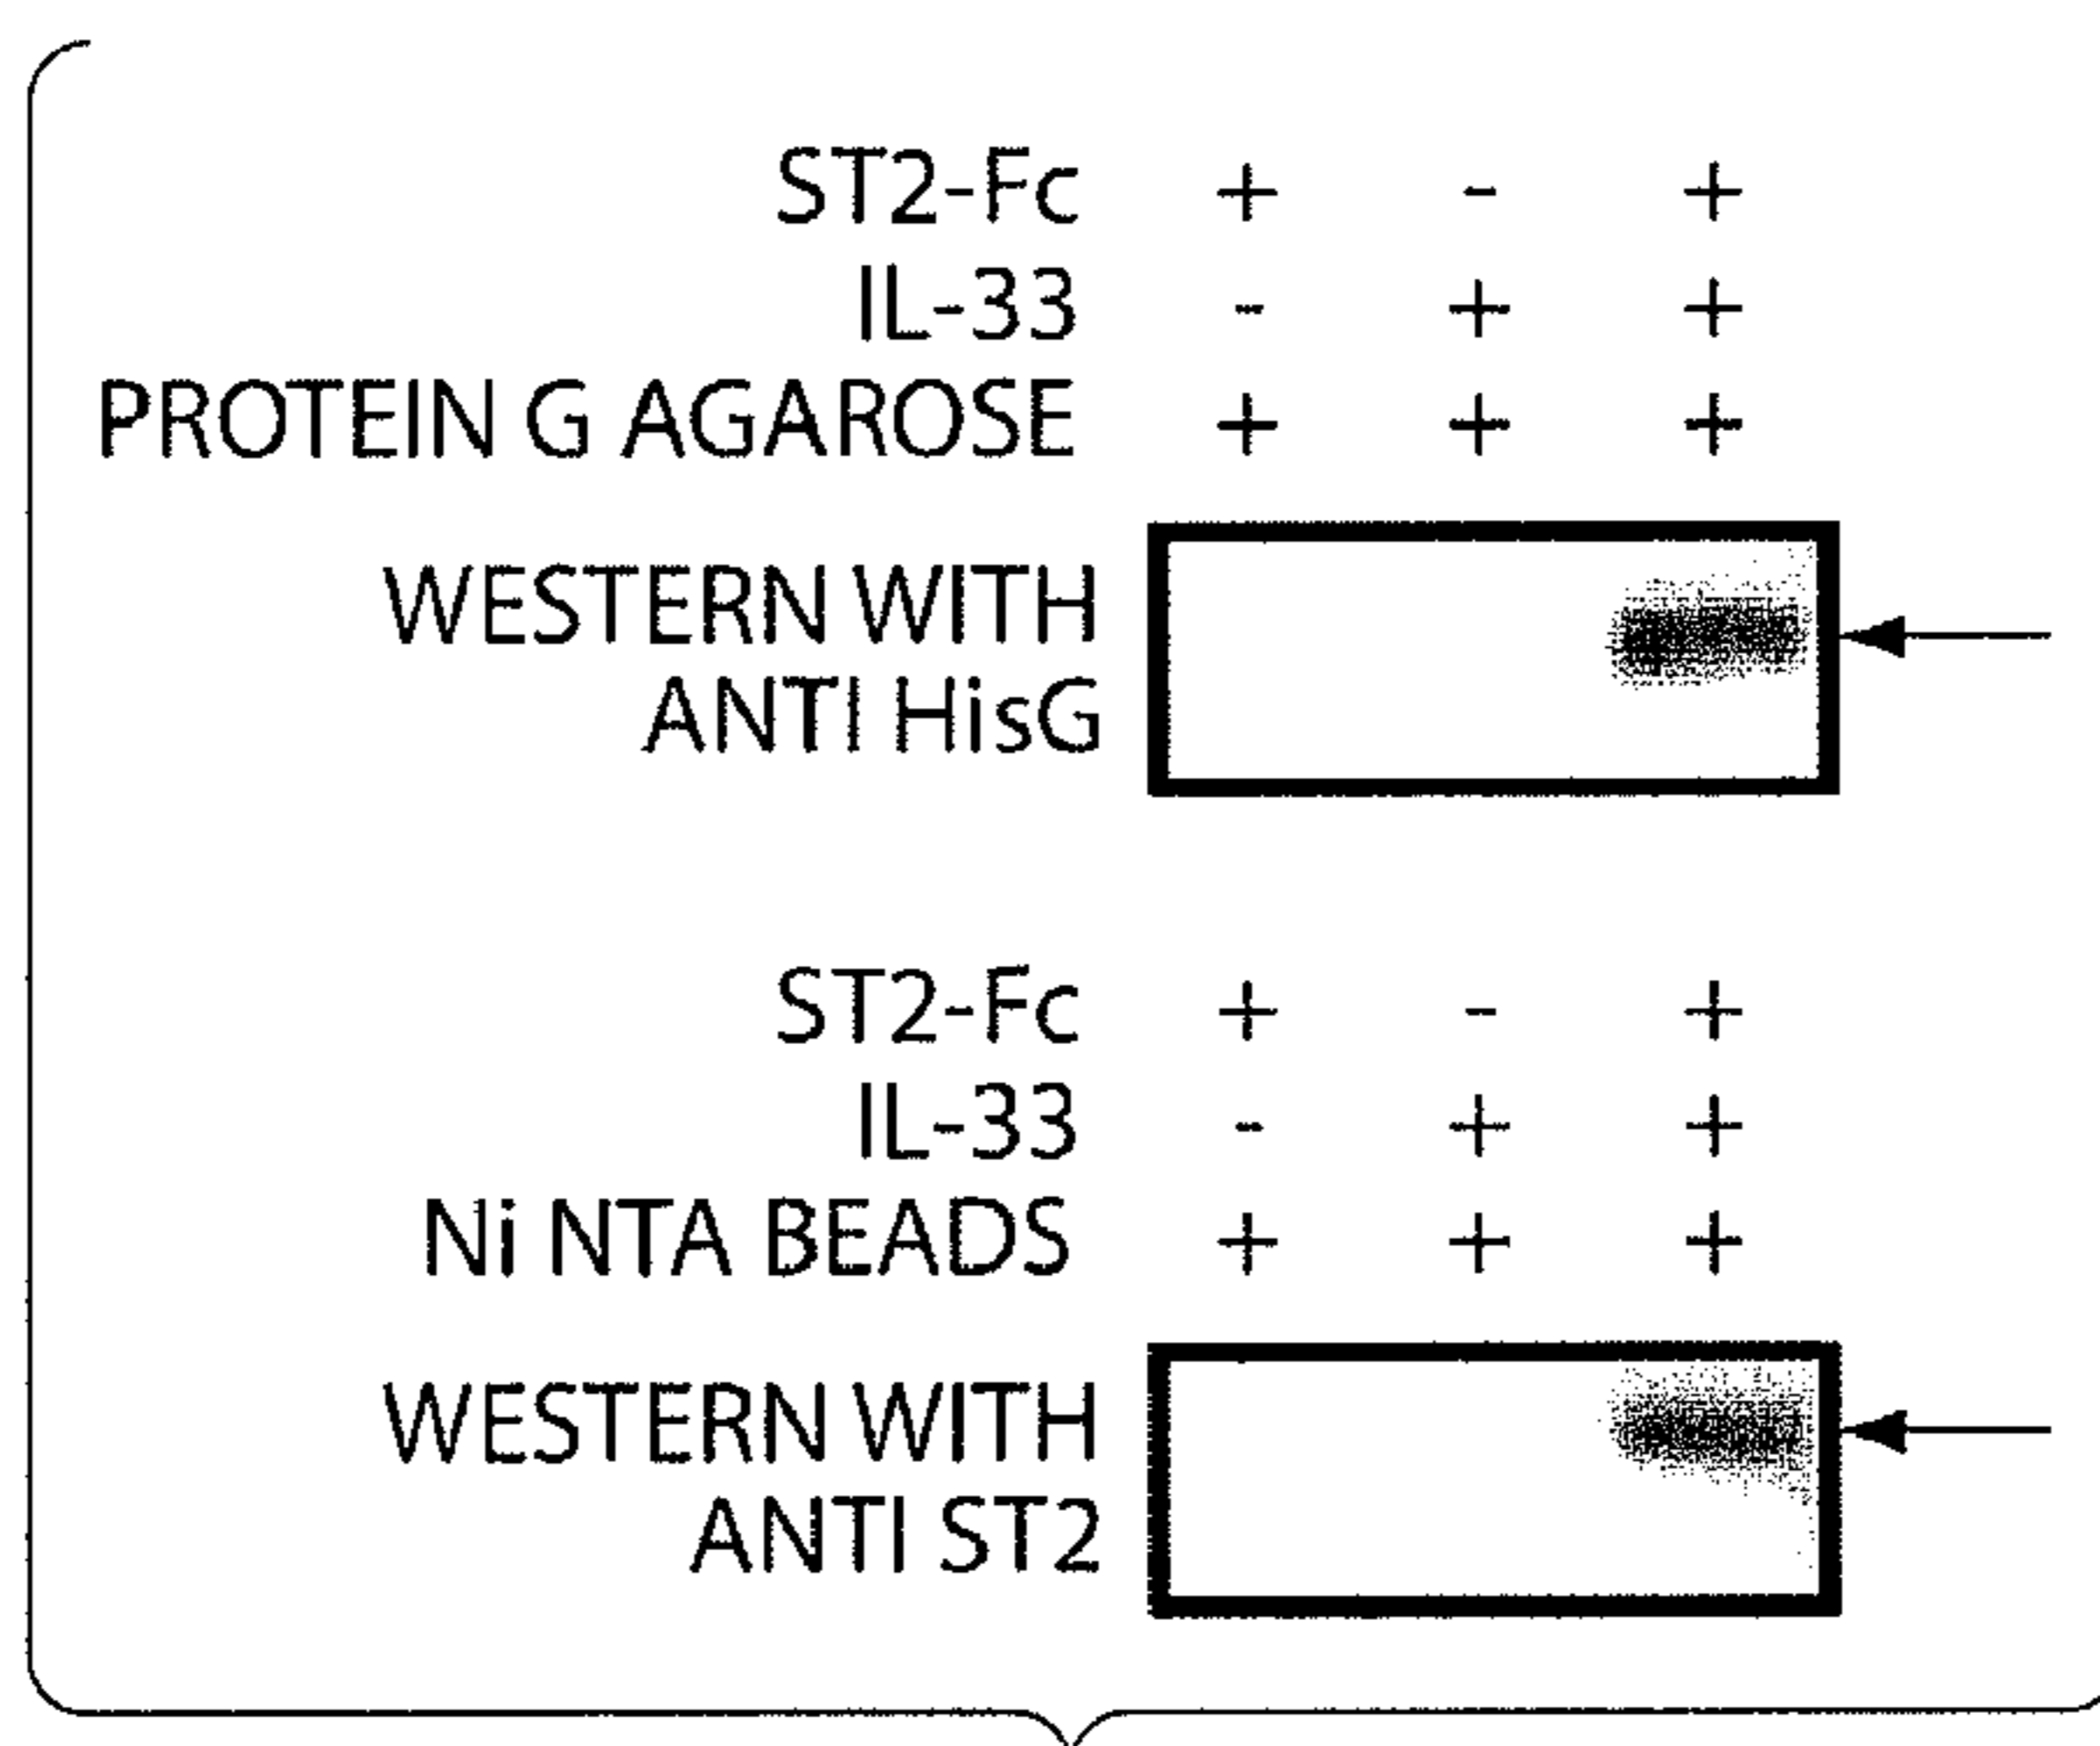 ST2-Fc + - +
IL-33 - + +
PROTEIN G AGAROSE + + +
WESTERN WITH
ANTI HisG
ST2-Fc + - +
IL-33 - + +
Ni NTA BEADS + + +
WESTERN WITH
ANTI ST2